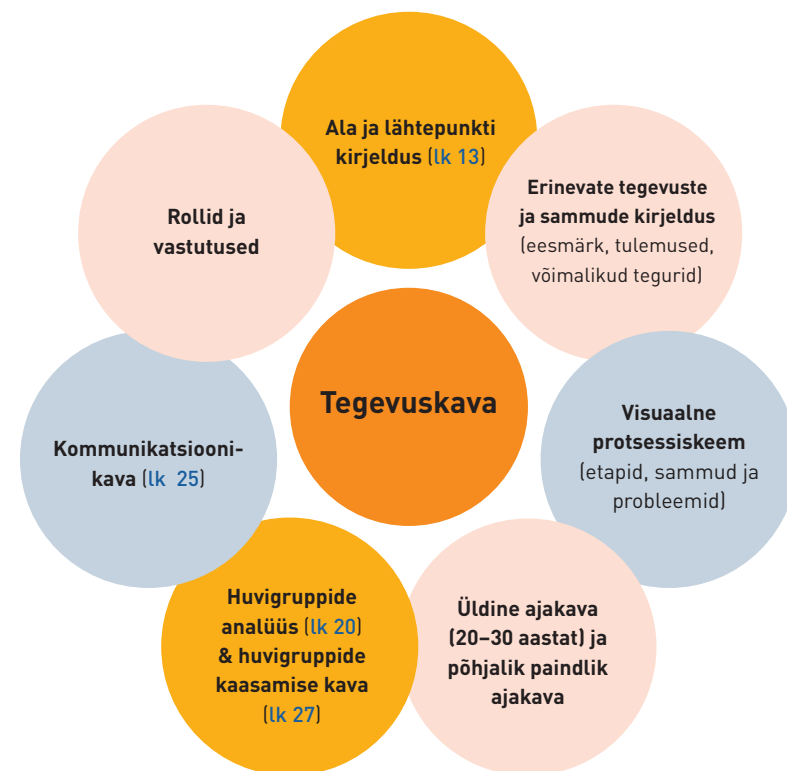 Ala ja lähtepunkti
kirjeldus (lk 13)
Erinevate tegevuste
ja sammude kirjeldus
(eesmärk, tulemused,
võimalikud tegurid)
Rollid ja
vastutused
Tegevuskava
Visuaalne
protsessiskeem
(etapid, sammud ja
probleemid)
Kommunikatsiooni-
kava (lk 25)
Huvigruppide
analüüs (lk 20)
& huvigruppide
kaasamise kava
(lk 27)
Üldine ajakava
(20–30 aastat) ja
põhjalik paindlik
ajakava